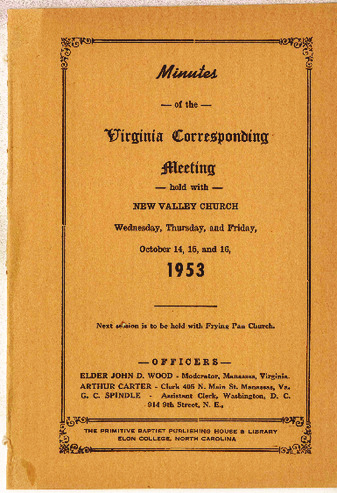 Minutes
— of the —
Virginia Corresponding
Meeting
— held with —
NEW VALLEY CHURCH
Wednesday, Thursday, and Friday,
October 14, 15, and 16,
1953
Next session is to be held with Frying Pan Church.
— OFFICERS —
ELDER JOHN D. WOOD - Moderator, Manassas, Virginia.
ARTHUR CARTER - Clerk 405 N. Main St. Manassas, Va.
G. C. SPINDLE - Assistant Clerk, Washington, D. C.
914 9th Street, N. E.,
THE PRIMITIVE BAPTIST PUBLISHING HOUSE & LIBRARY
ELON COLLEGE, NORTH CAROLINA